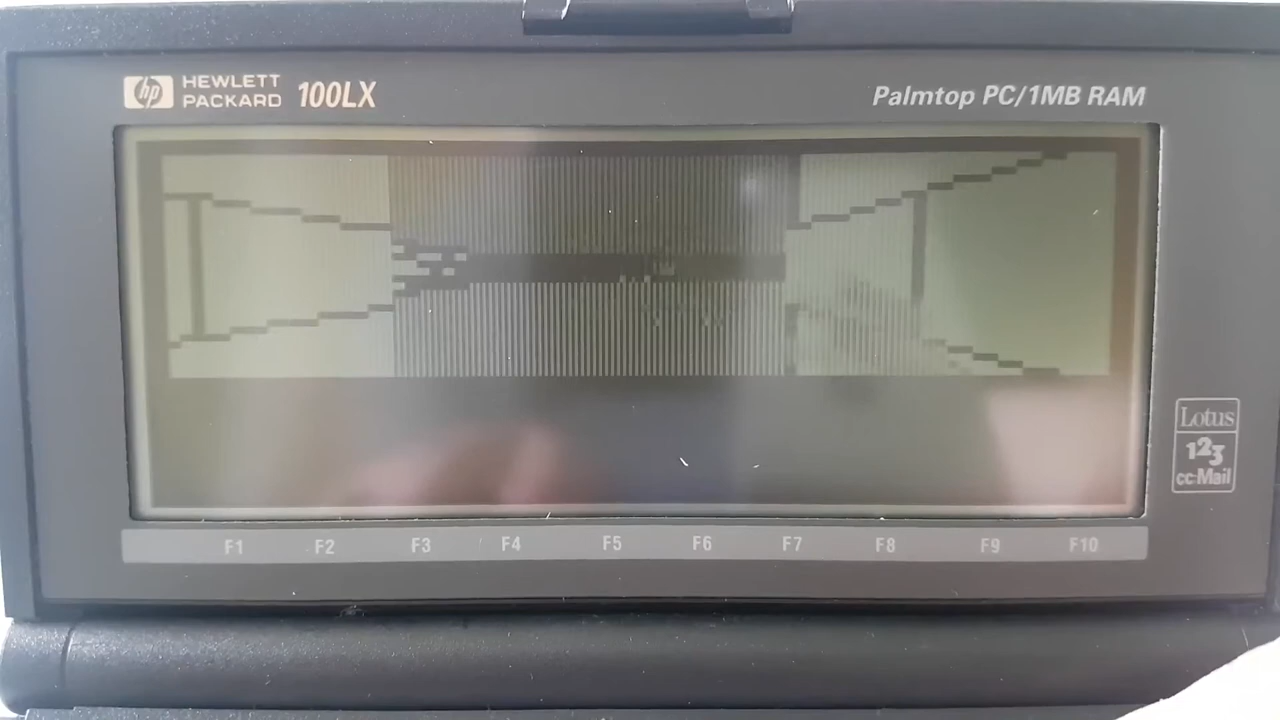 hp HEWLETT PACKARD 100LX
Palmtop PC/1MB RAM
Lotus
123
cc:Mail
F1 F2 F3 F4 F5 F6 F7 F8 F9 F10